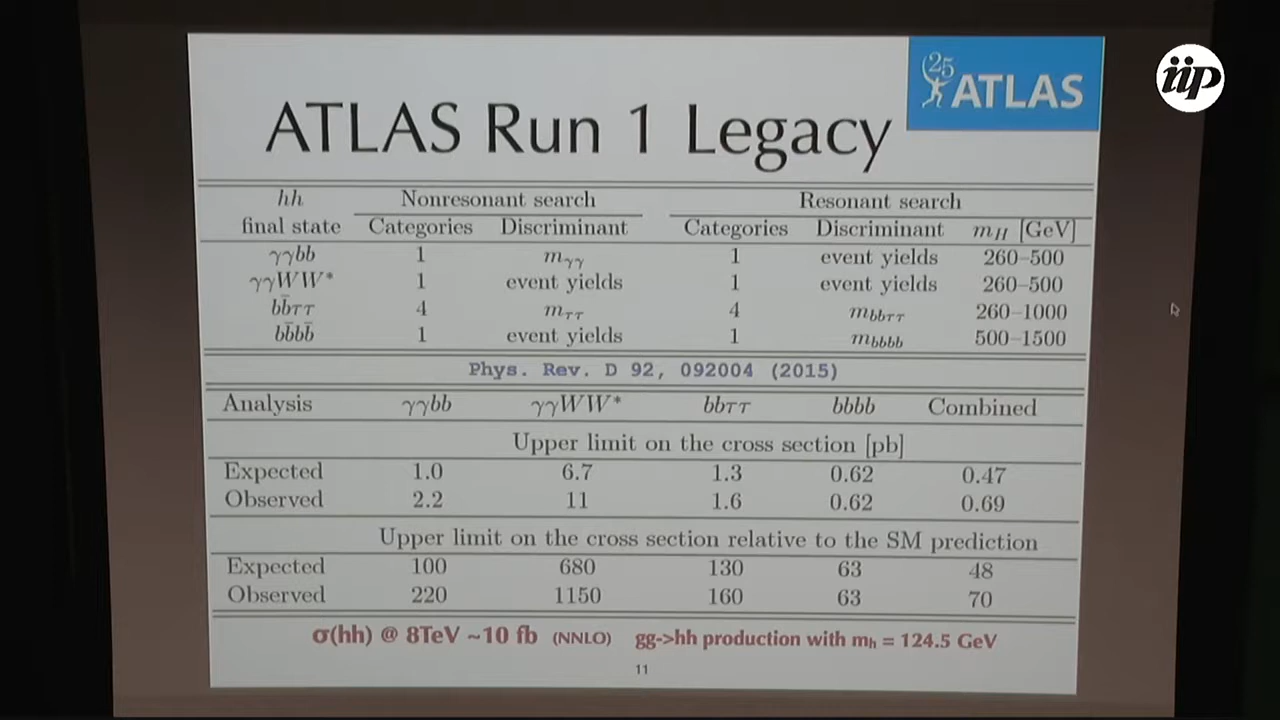 iip
25
ATLAS
ATLAS Run 1 Legacy
hh Nonresonant search Resonant search
final state Categories Discriminant Categories Discriminant m_H [GeV]
γγbb 1 m_γγ 1 event yields 260–500
γγWW* 1 event yields 1 event yields 260–500
bb̄ττ 4 m_ττ 4 m_bbττ 260–1000
bb̄bb̄ 1 event yields 1 m_bbbb 500–1500
Phys. Rev. D 92, 092004 (2015)
Analysis γγbb γγWW* bbττ bbbb Combined
Upper limit on the cross section [pb]
Expected 1.0 6.7 1.3 0.62 0.47
Observed 2.2 11 1.6 0.62 0.69
Upper limit on the cross section relative to the SM prediction
Expected 100 680 130 63 48
Observed 220 1150 160 63 70
σ(hh) @ 8TeV ~10 fb (NNLO) gg->hh production with m_h = 124.5 GeV
11